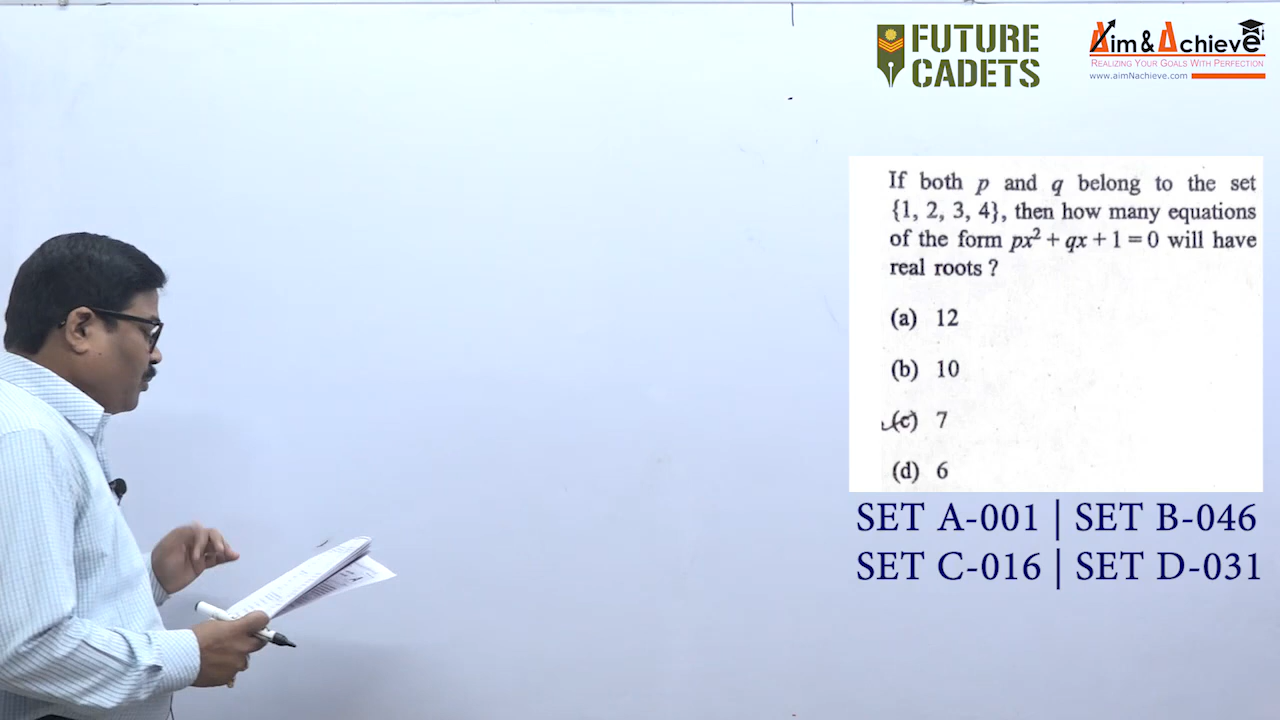 FUTURE
CADETS
Aim & Achieve
REALIZING YOUR GOALS WITH PERFECTION
www.aimNachieve.com
If both p and q belong to the set
{1, 2, 3, 4}, then how many equations
of the form px² + qx + 1 = 0 will have
real roots ?
(a) 12
(b) 10
(c) 7
(d) 6
SET A-001 | SET B-046
SET C-016 | SET D-031